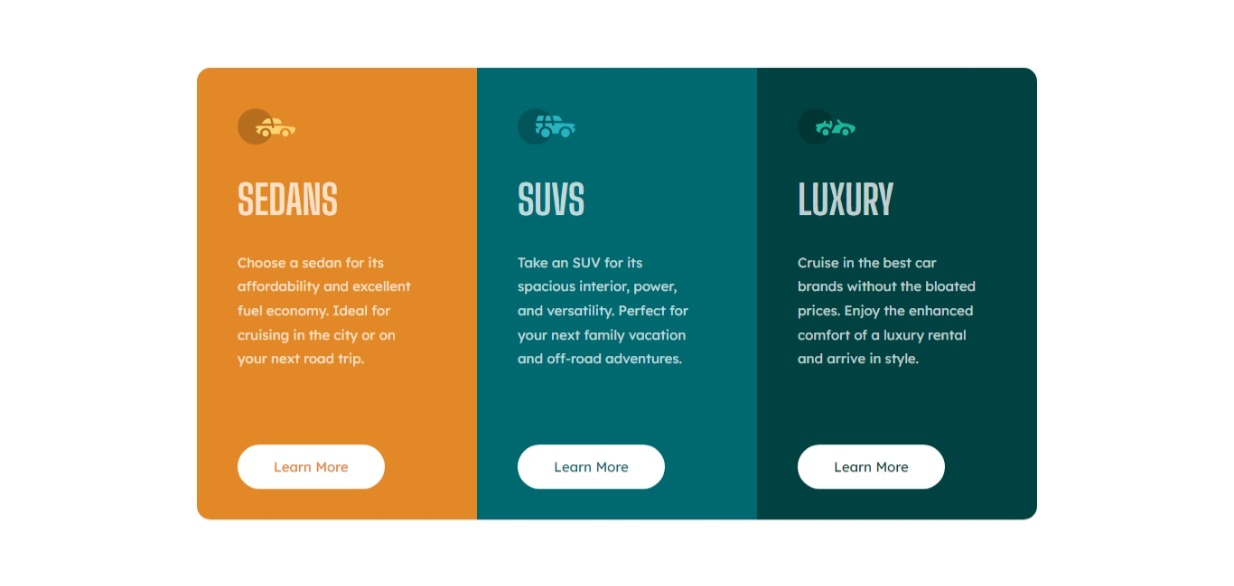 SEDANS
Choose a sedan for its
affordability and excellent
fuel economy. Ideal for
cruising in the city or on
your next road trip.
Learn More
SUVS
Take an SUV for its
spacious interior, power,
and versatility. Perfect for
your next family vacation
and off-road adventures.
Learn More
LUXURY
Cruise in the best car
brands without the bloated
prices. Enjoy the enhanced
comfort of a luxury rental
and arrive in style.
Learn More